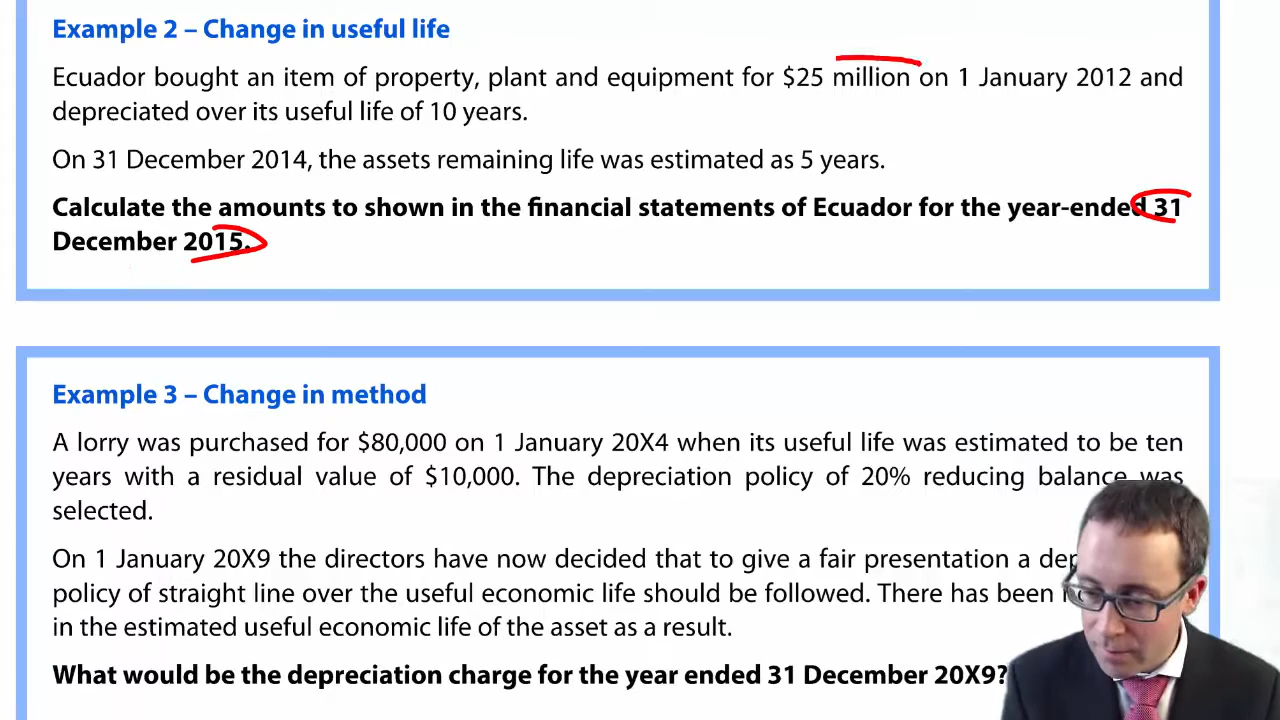 Example 2 – Change in useful life
Ecuador bought an item of property, plant and equipment for $25 million on 1 January 2012 and
depreciated over its useful life of 10 years.
On 31 December 2014, the assets remaining life was estimated as 5 years.
Calculate the amounts to shown in the financial statements of Ecuador for the year-ended 31
December 2015.
Example 3 – Change in method
A lorry was purchased for $80,000 on 1 January 20X4 when its useful life was estimated to be ten
years with a residual value of $10,000. The depreciation policy of 20% reducing balance was
selected.
On 1 January 20X9 the directors have now decided that to give a fair presentation a
policy of straight line over the useful economic life should be followed. There has been
in the estimated useful economic life of the asset as a result.
What would be the depreciation charge for the year ended 31 December 20X9?